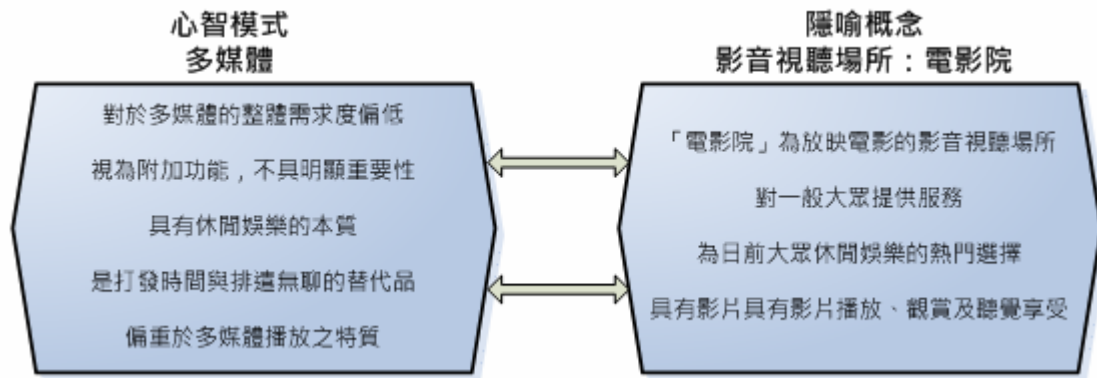 心智模式
多媒體
對於多媒體的整體需求度偏低
視為附加功能，不具明顯重要性
具有休閒娛樂的本質
是打發時間與排遣無聊的替代品
偏重於多媒體播放之特質
隱喻概念
影音視聽場所：電影院
「電影院」為放映電影的影音視聽場所
對一般大眾提供服務
為日前大眾休閒娛樂的熱門選擇
具有影片具有影片播放、觀賞及聽覺享受